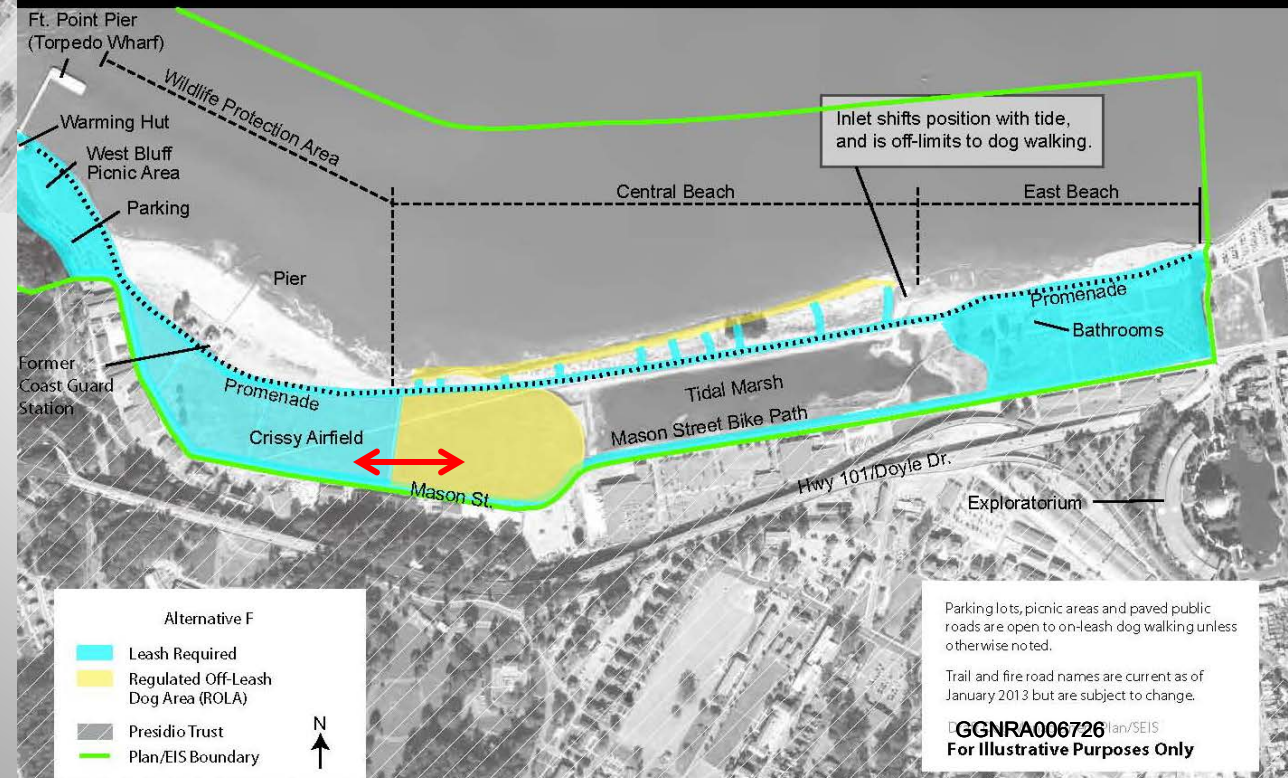 Ft. Point Pier
(Torpedo Wharf)
Wildlife Protection Area
Warming Hut
West Bluff
Picnic Area
Parking
Inlet shifts position with tide,
and is off-limits to dog walking.
Central Beach
East Beach
Pier
Promenade
Bathrooms
Former
Coast Guard
Station
Promenade
Tidal Marsh
Crissy Airfield
Mason Street Bike Path
Mason St.
Hwy 101/Doyle Dr.
Exploratorium
Alternative F
Leash Required
Regulated Off-Leash
Dog Area (ROLA)
Presidio Trust
Plan/EIS Boundary
N
Parking lots, picnic areas and paved public
roads are open to on-leash dog walking unless
otherwise noted.
Trail and fire road names are current as of
January 2013 but are subject to change.
GGNRA006726 Plan/SEIS
For Illustrative Purposes Only